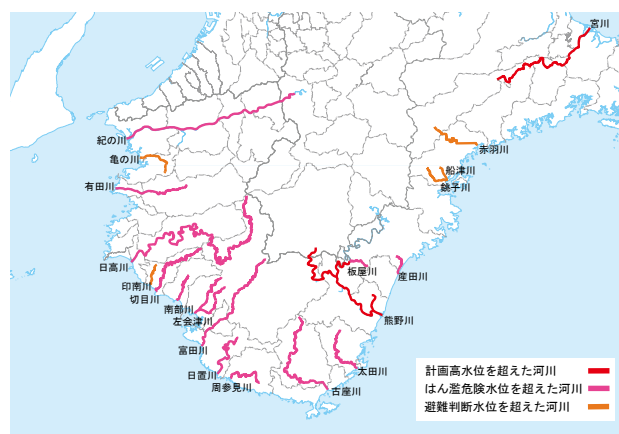 宮川
赤羽川
船津川
銚子川
紀の川
亀の川
有田川
日高川
印南川
切目川
南部川
左会津川
富田川
日置川
周参見川
古座川
太田川
熊野川
板屋川
産田川
計画高水位を超えた河川
はん濫危険水位を超えた河川
避難判断水位を超えた河川